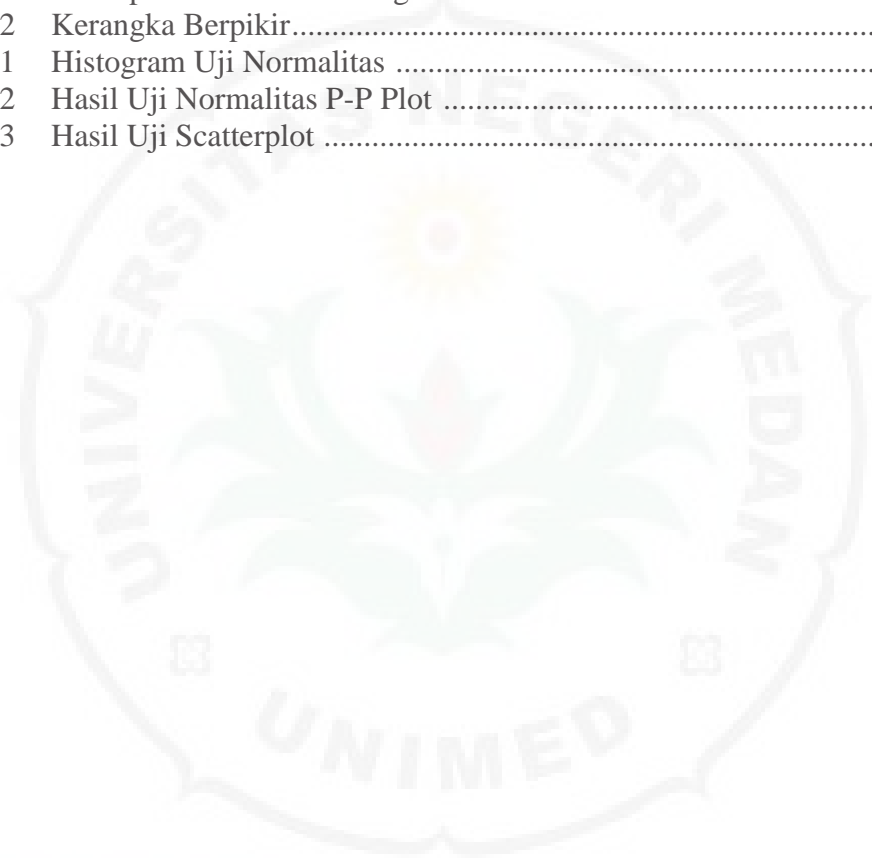 2 Kerangka Berpikir..........................................................................
1 Histogram Uji Normalitas ............................................................
2 Hasil Uji Normalitas P-P Plot ......................................................
3 Hasil Uji Scatterplot .....................................................................
UNIVERSITAS NEGERI MEDAN
UNIMED